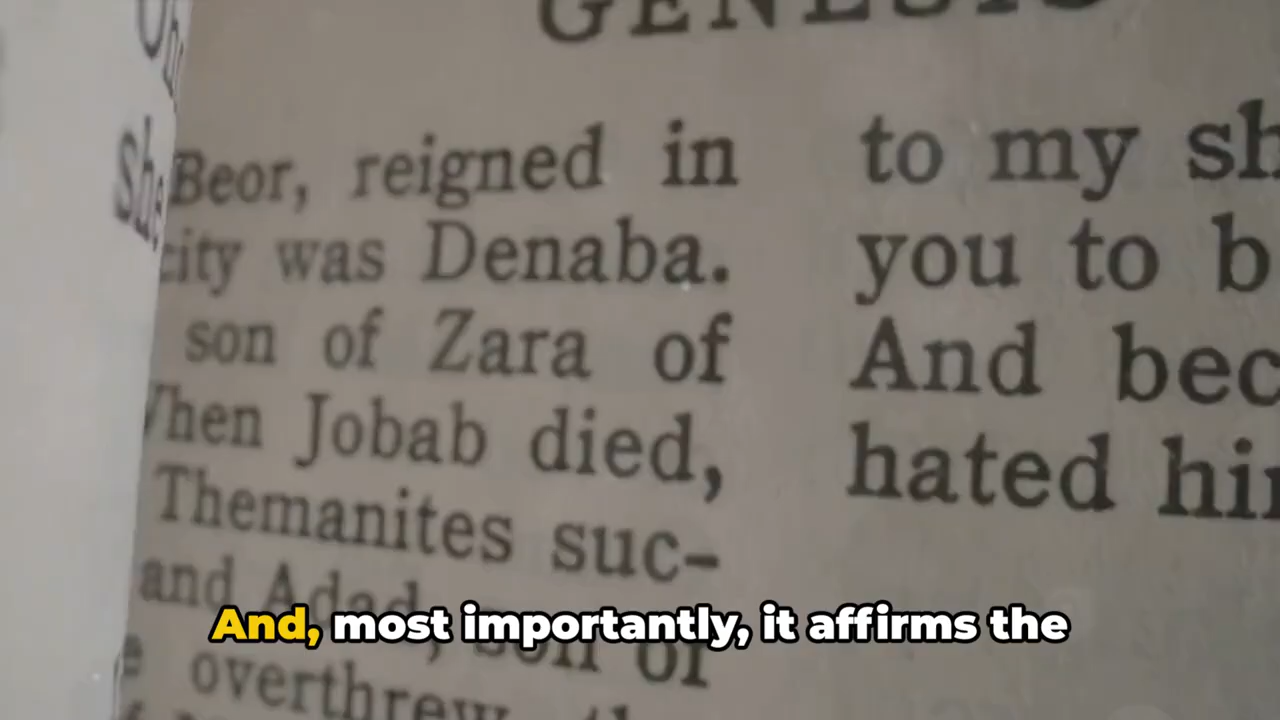 GENESIS
Beor, reigned in
city was Denaba.
son of Zara of
When Jobab died,
Themanites suc-
and Adad, son of
overthrew
to my sh
you to b
And bec
hated hi
And, most importantly, it affirms the